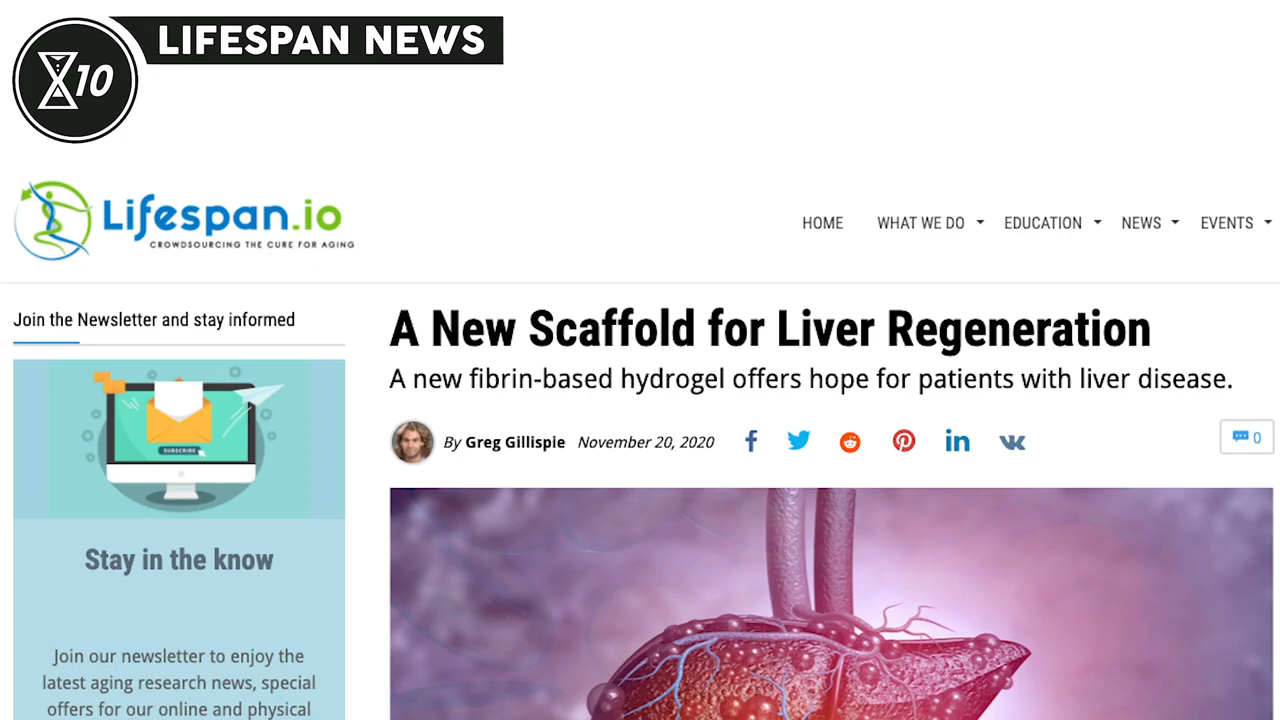 LIFESPAN NEWS
X10
Lifespan.io
CROWDSOURCING THE CURE FOR AGING
HOME WHAT WE DO EDUCATION NEWS EVENTS
Join the Newsletter and stay informed
SUBSCRIBE
Stay in the know
Join our newsletter to enjoy the
latest aging research news, special
offers for our online and physical
A New Scaffold for Liver Regeneration
A new fibrin-based hydrogel offers hope for patients with liver disease.
By Greg Gillispie November 20, 2020
0